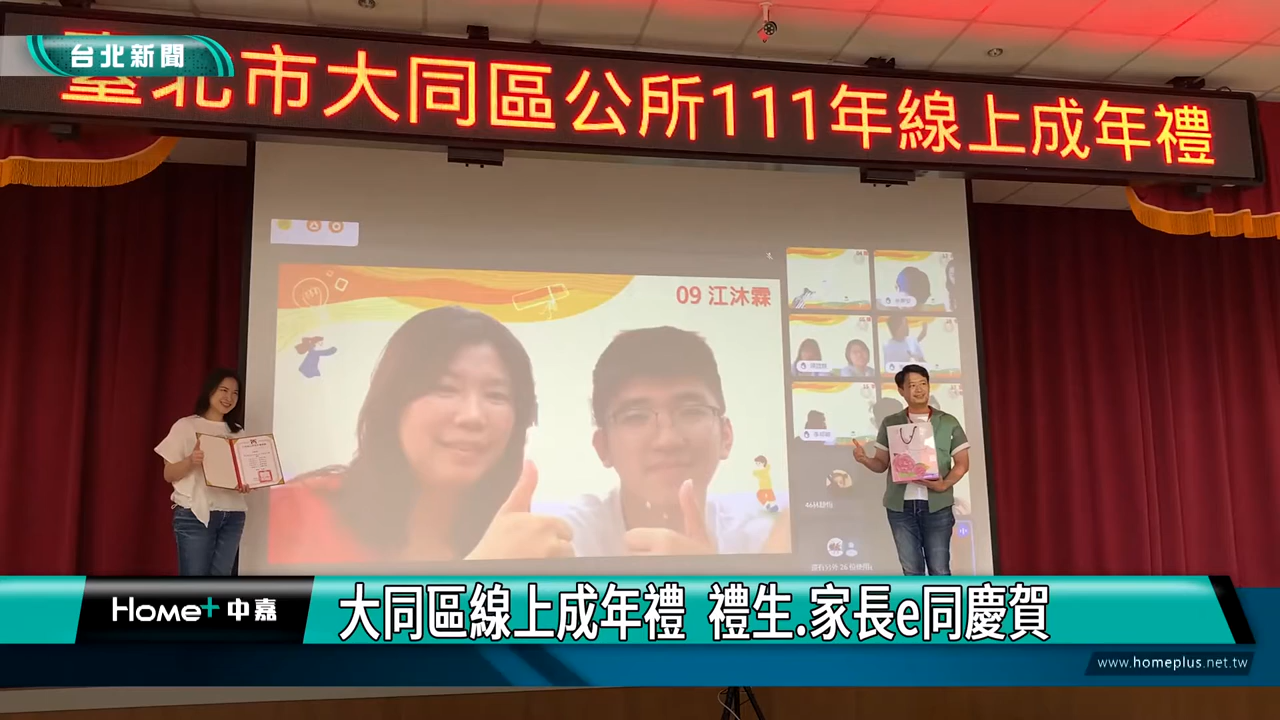 台北新聞
臺北市大同區公所111年線上成年禮
09 江沐霖
Home+ 中嘉
大同區線上成年禮 禮生.家長e同慶賀
www.homeplus.net.tw